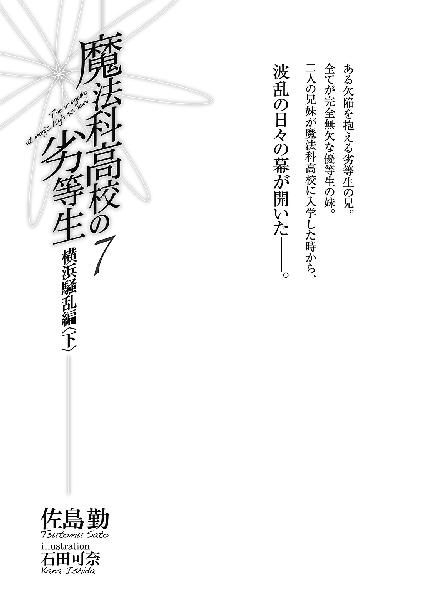 ある欠陥を抱える劣等生の兄。
全てが完全無欠な優等生の妹。
二人の兄妹が魔法科高校に入学した時から、
波乱の日々の幕が開いた――。
魔法科高校の
劣等生
7
The irregular
at magic high school
横浜騒乱編〈下〉
佐島 勤
Tsutomu Sato
illustration
石田可奈
Kana Ishida